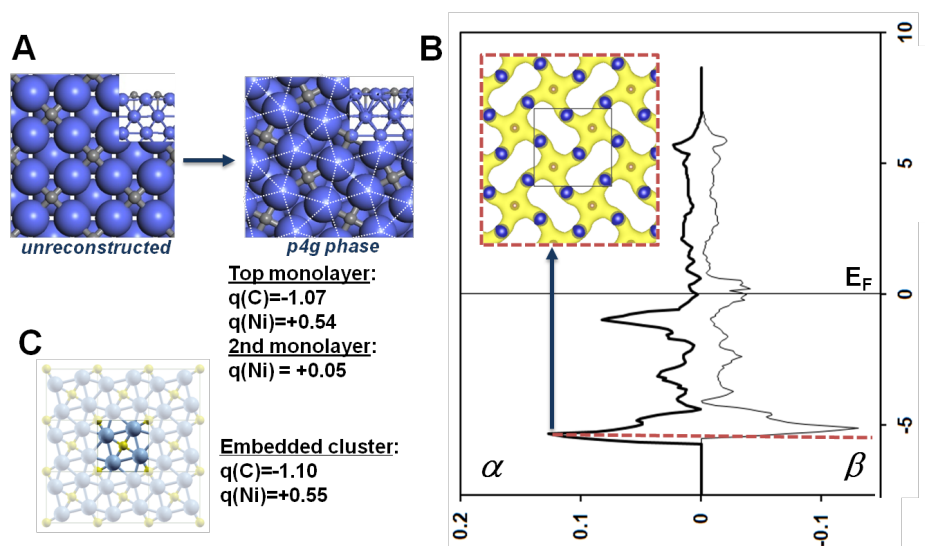 A
unreconstructed
p4g phase
Top monolayer:
q(C)=-1.07
q(Ni)=+0.54
2nd monolayer:
q(Ni) = +0.05
B
10
5
EF
0
-5
α
β
0.2
0.1
0
-0.1
C
Embedded cluster:
q(C)=-1.10
q(Ni)=+0.55